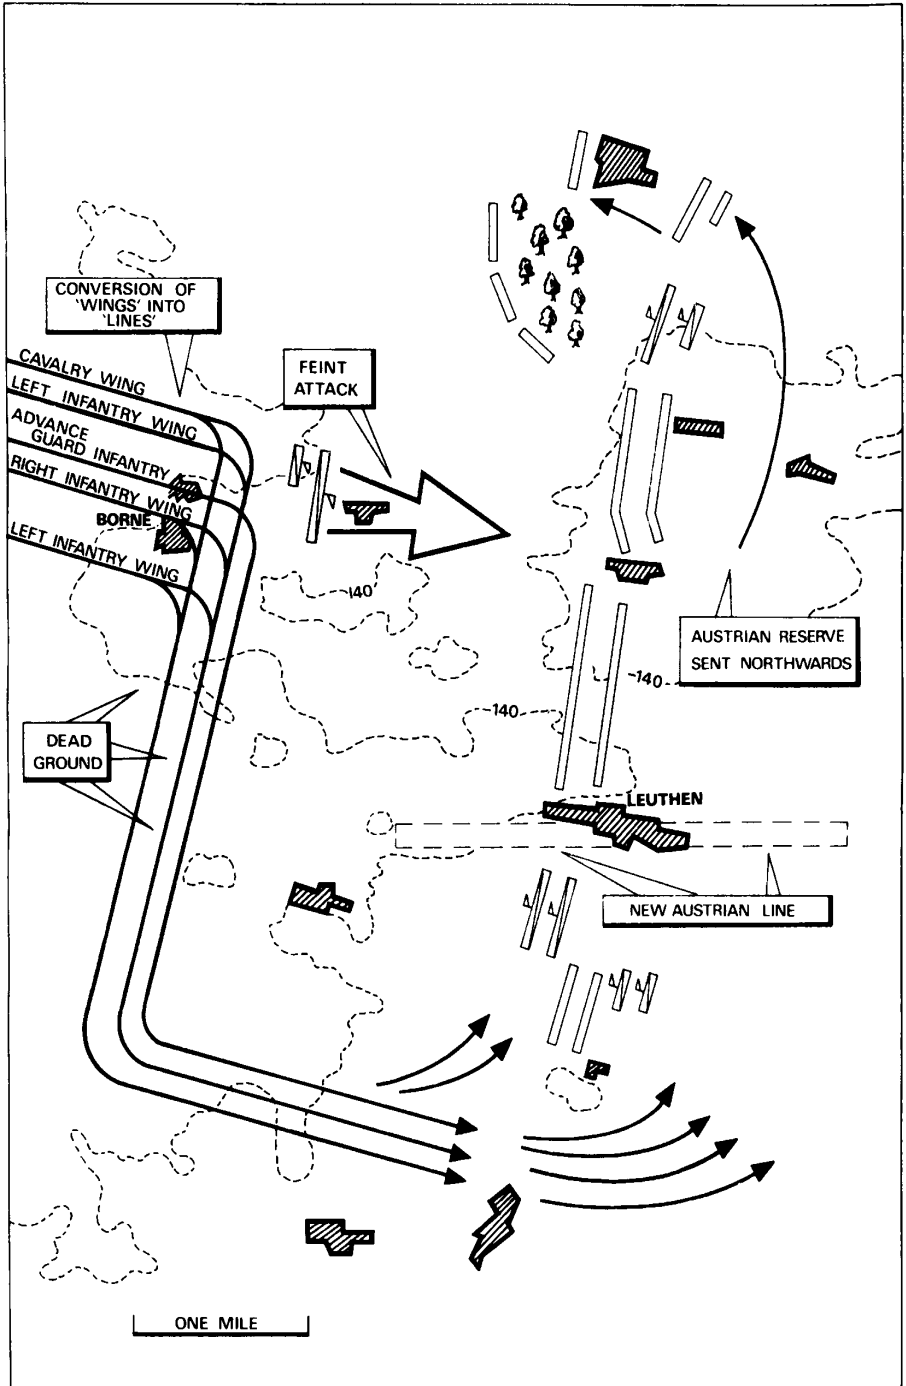 CONVERSION OF
'WINGS' INTO
'LINES'
CAVALRY WING
LEFT INFANTRY WING
ADVANCE
GUARD INFANTRY
RIGHT INFANTRY WING
BORNE
LEFT INFANTRY WING
FEINT
ATTACK
140
AUSTRIAN RESERVE
SENT NORTHWARDS
140
140
DEAD
GROUND
LEUTHEN
NEW AUSTRIAN LINE
ONE MILE